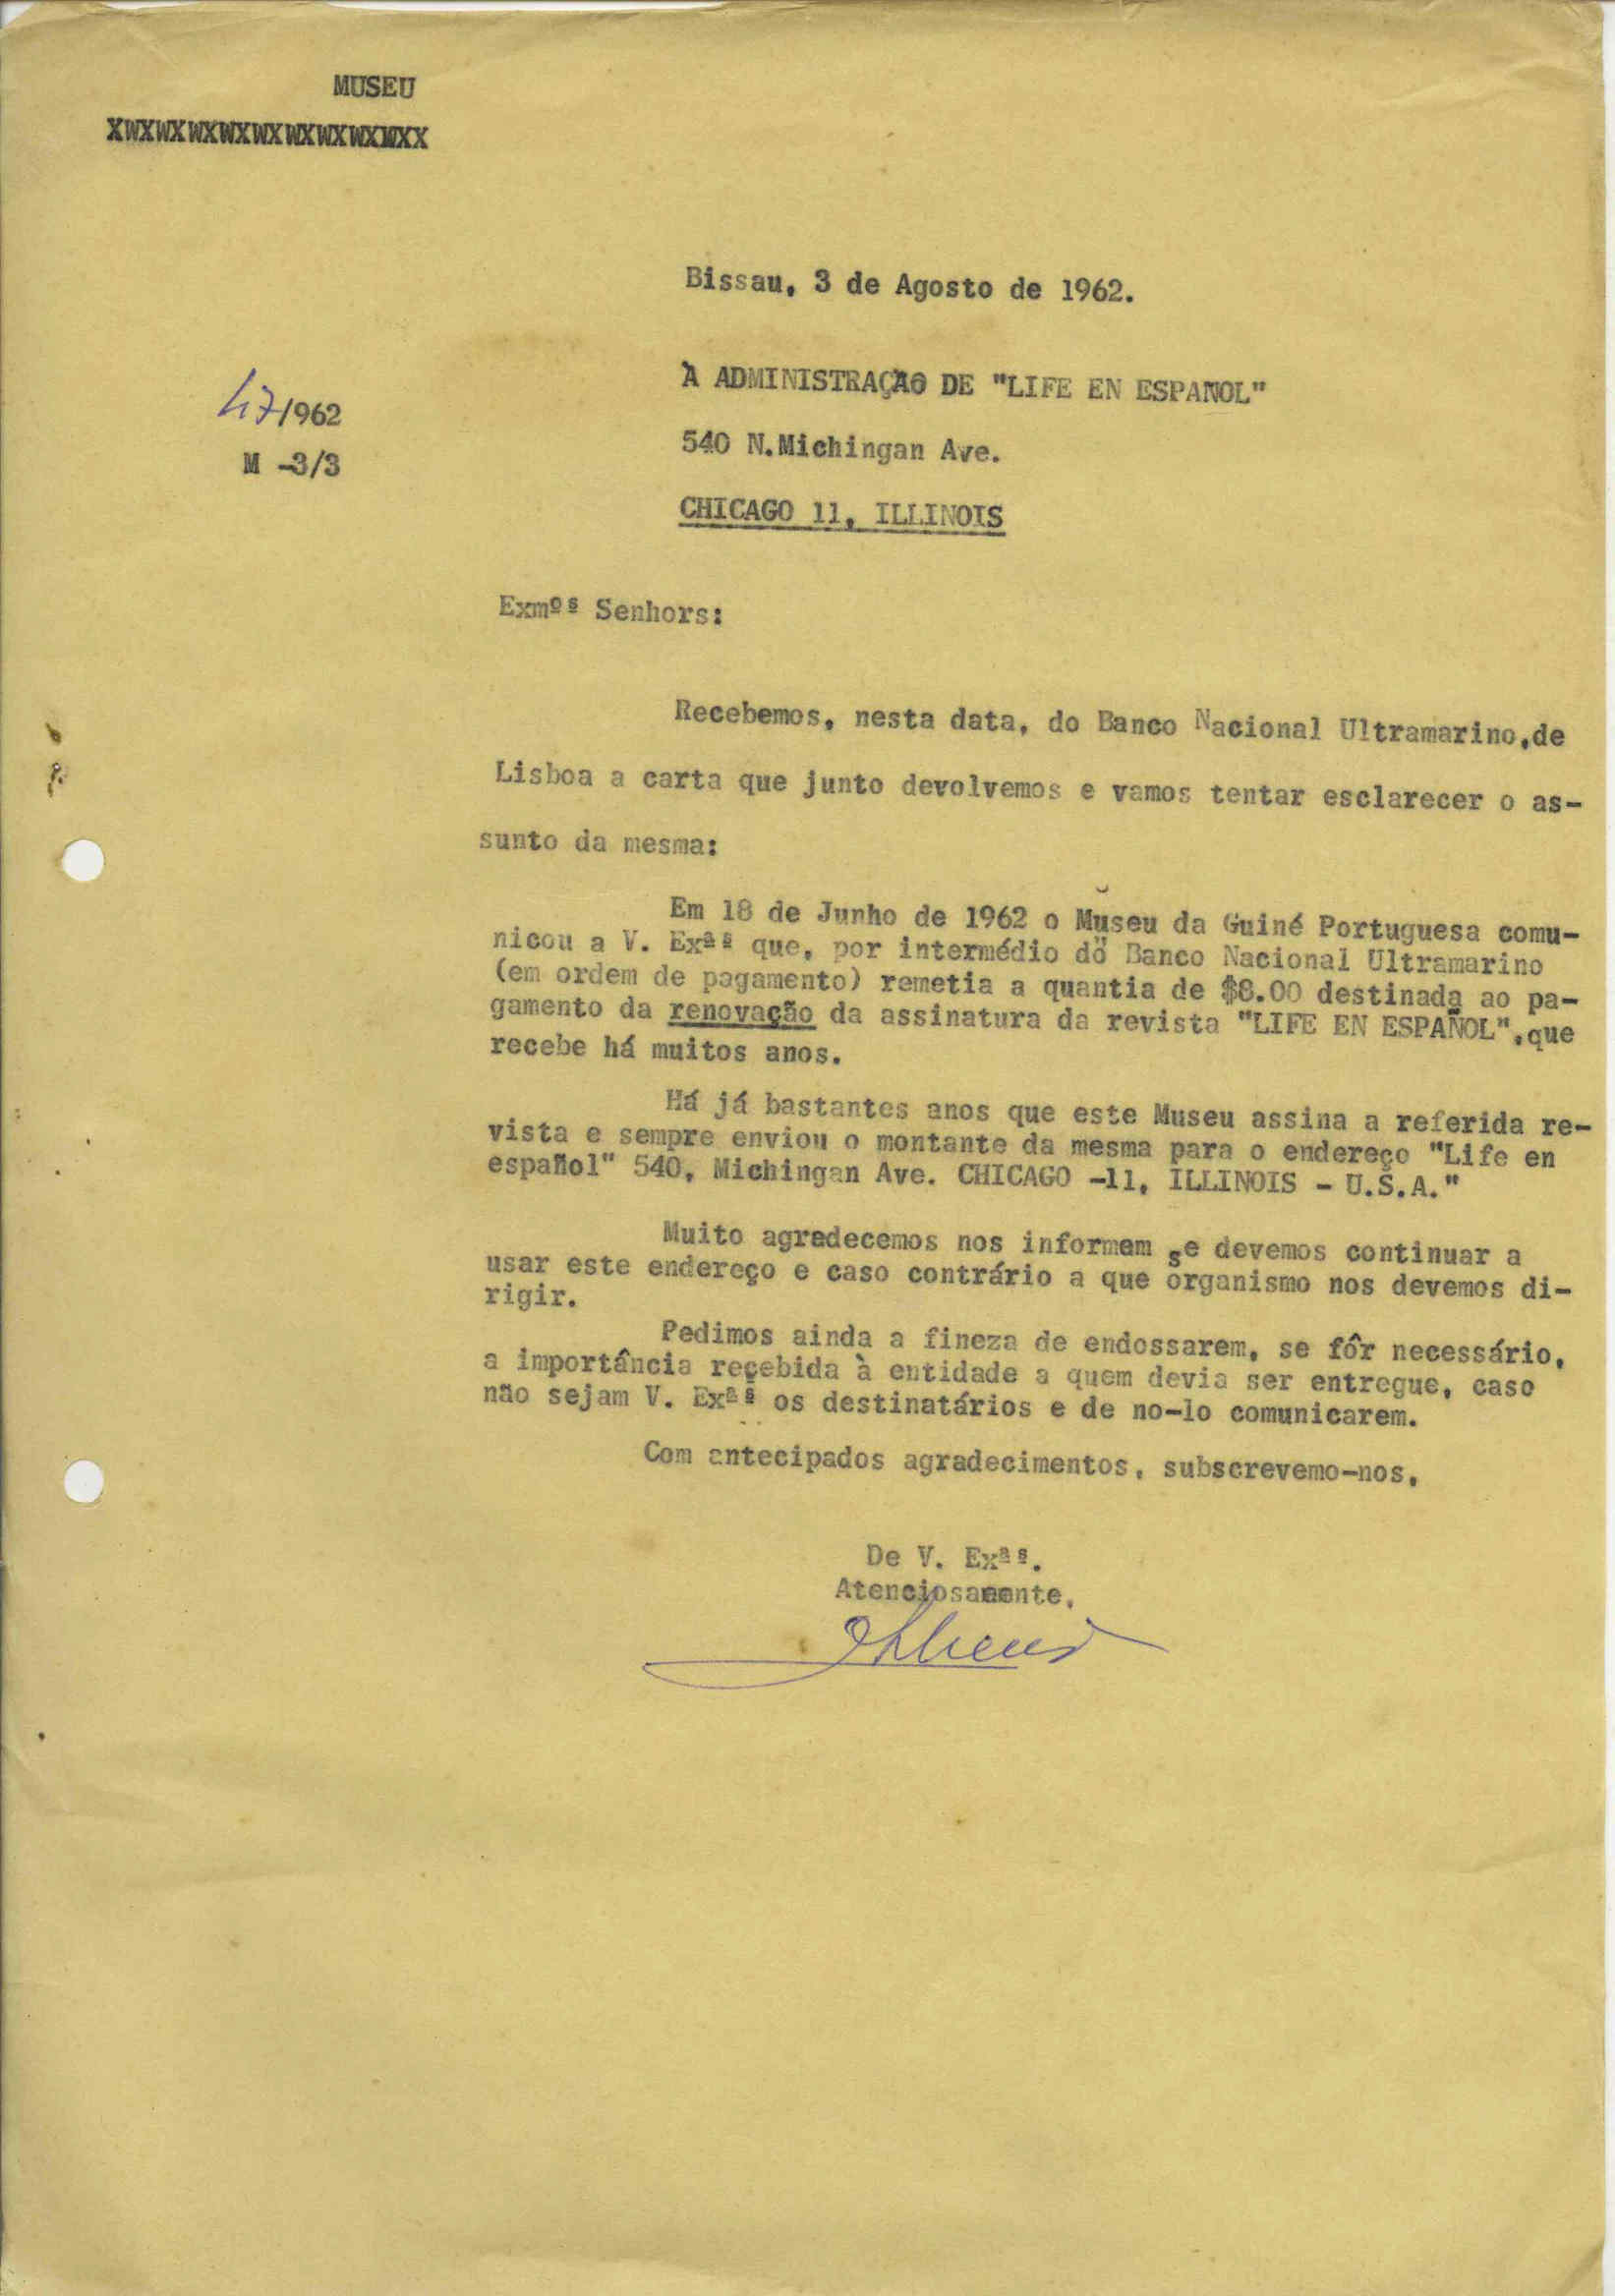 MUSEU
XWXWXWXWXWXWXWXWXWXX
Bissau, 3 de Agosto de 1962.
À ADMINISTRAÇÃO DE "LIFE EN ESPAÑOL"
47/1962
540 N.Michingan Ave.
M -3/3
CHICAGO 11, ILLINOIS
Exmºs Senhors:
Recebemos, nesta data, do Banco Nacional Ultramarino,de
Lisboa a carta que junto devolvemos e vamos tentar esclarecer o as-
sunto da mesma:
Em 18 de Junho de 1962 o Museu da Guiné Portuguesa comu-
nicou a V. Exªs que, por intermédio do Banco Nacional Ultramarino
(em ordem de pagamento) remetia a quantia de $8.00 destinada ao pa-
gamento da renovação da assinatura da revista "LIFE EN ESPAÑOL",que
recebe há muitos anos.
Há já bastantes anos que este Museu assina a referida re-
vista e sempre enviou o montante da mesma para o endereço "Life en
español" 540, Michingan Ave. CHICAGO -11, ILLINOIS - U.S.A."
Muito agradecemos nos informem se devemos continuar a
usar este endereço e caso contrário a que organismo nos devemos di-
rigir.
Pedimos ainda a fineza de endossarem, se fôr necessário,
a importância reçebida à entidade a quem devia ser entregue, caso
não sejam V. Exªs os destinatários e de no-lo comunicarem.
Com antecipados agradecimentos, subscrevemo-nos,
De V. Exªs.
Atenciosamente,